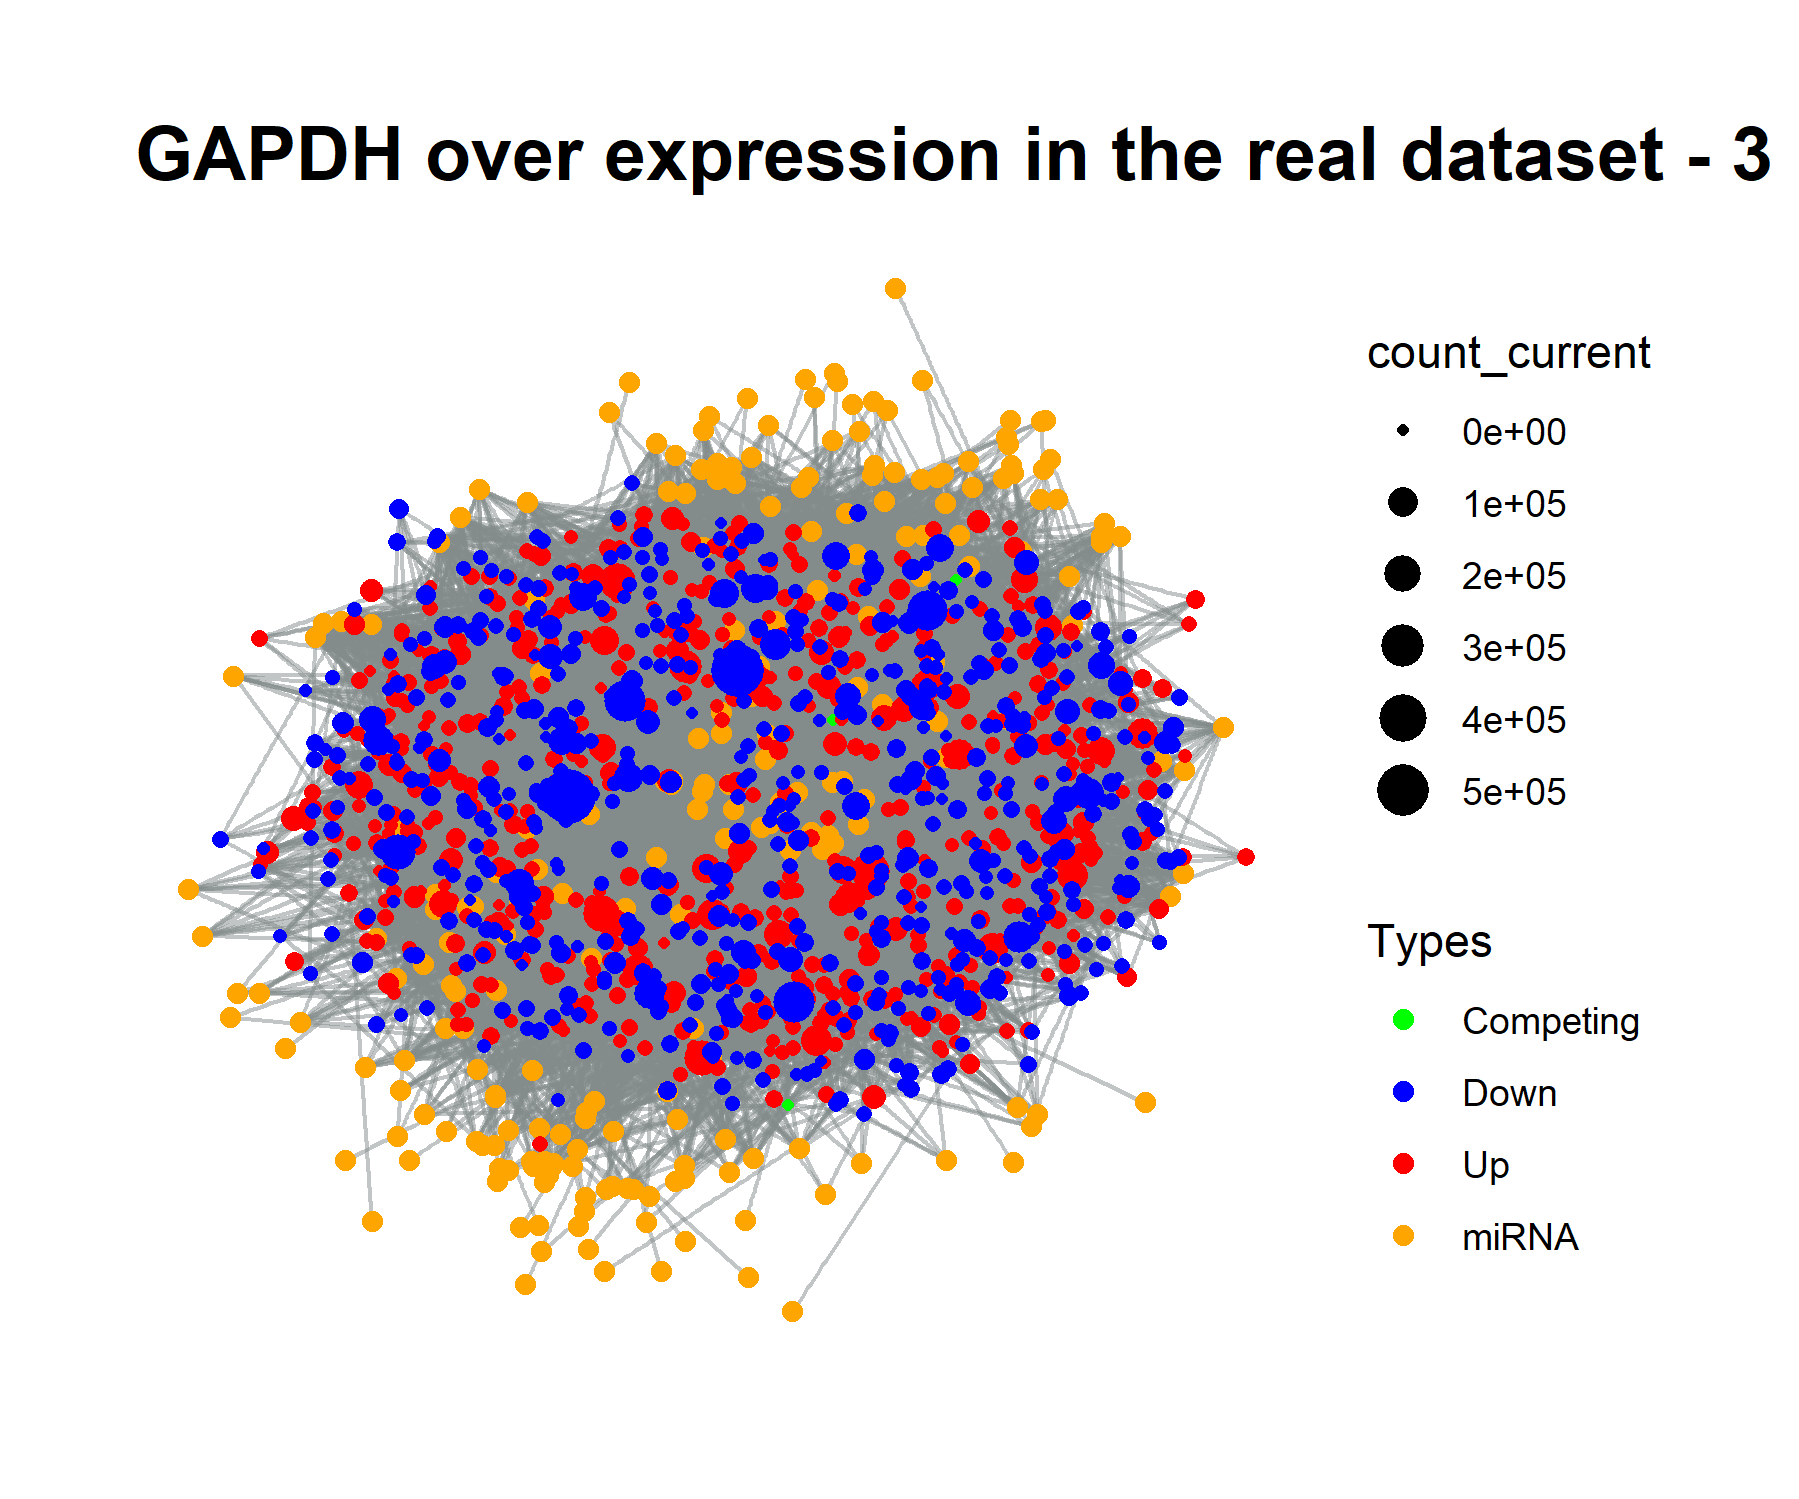 GAPDH over expression in the real dataset - 3
count_current
0e+00
1e+05
2e+05
3e+05
4e+05
5e+05
Types
Competing
Down
Up
miRNA